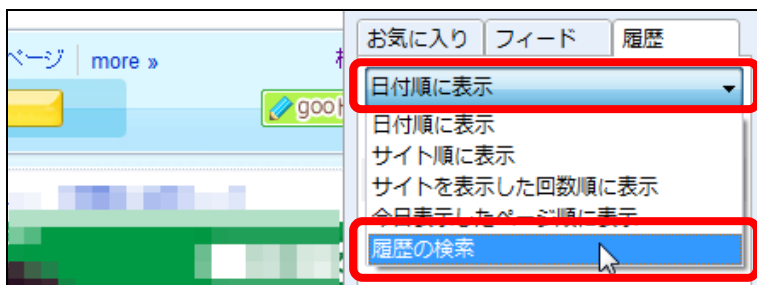 お気に入り フィード 履歴
ページ more »
日付順に表示
goo
日付順に表示
サイト順に表示
サイトを表示した回数順に表示
今日表示したページ順に表示
履歴の検索